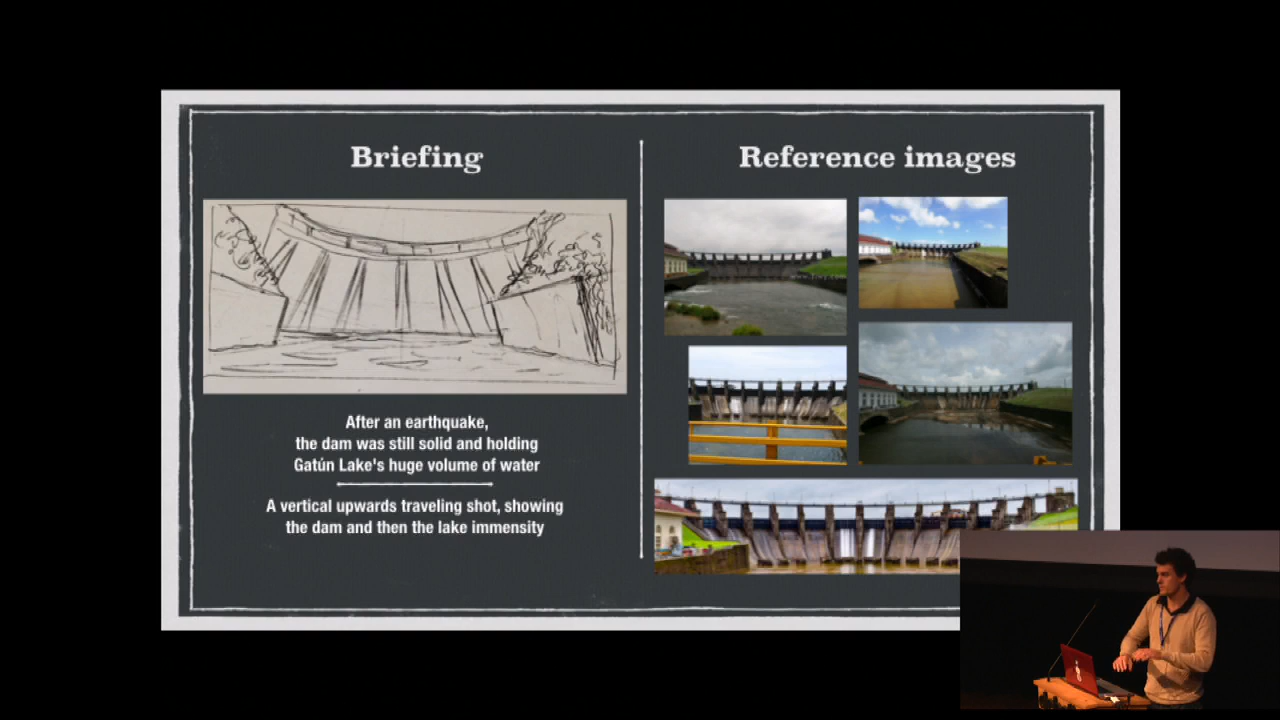 Briefing
Reference images
After an earthquake,
the dam was still solid and holding
Gatún Lake's huge volume of water
A vertical upwards traveling shot, showing
the dam and then the lake immensity